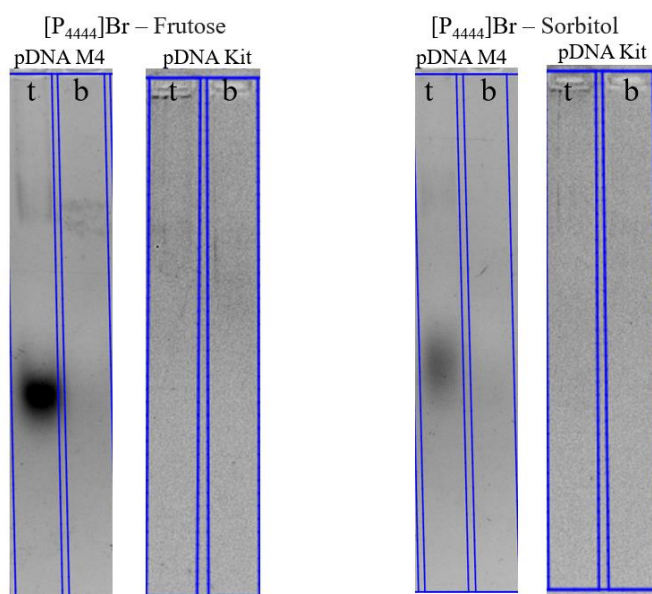 [P₄₄₄₄]Br – Frutose
pDNA M4 pDNA Kit
t b t b
[P₄₄₄₄]Br – Sorbitol
pDNA M4 pDNA Kit
t b t b